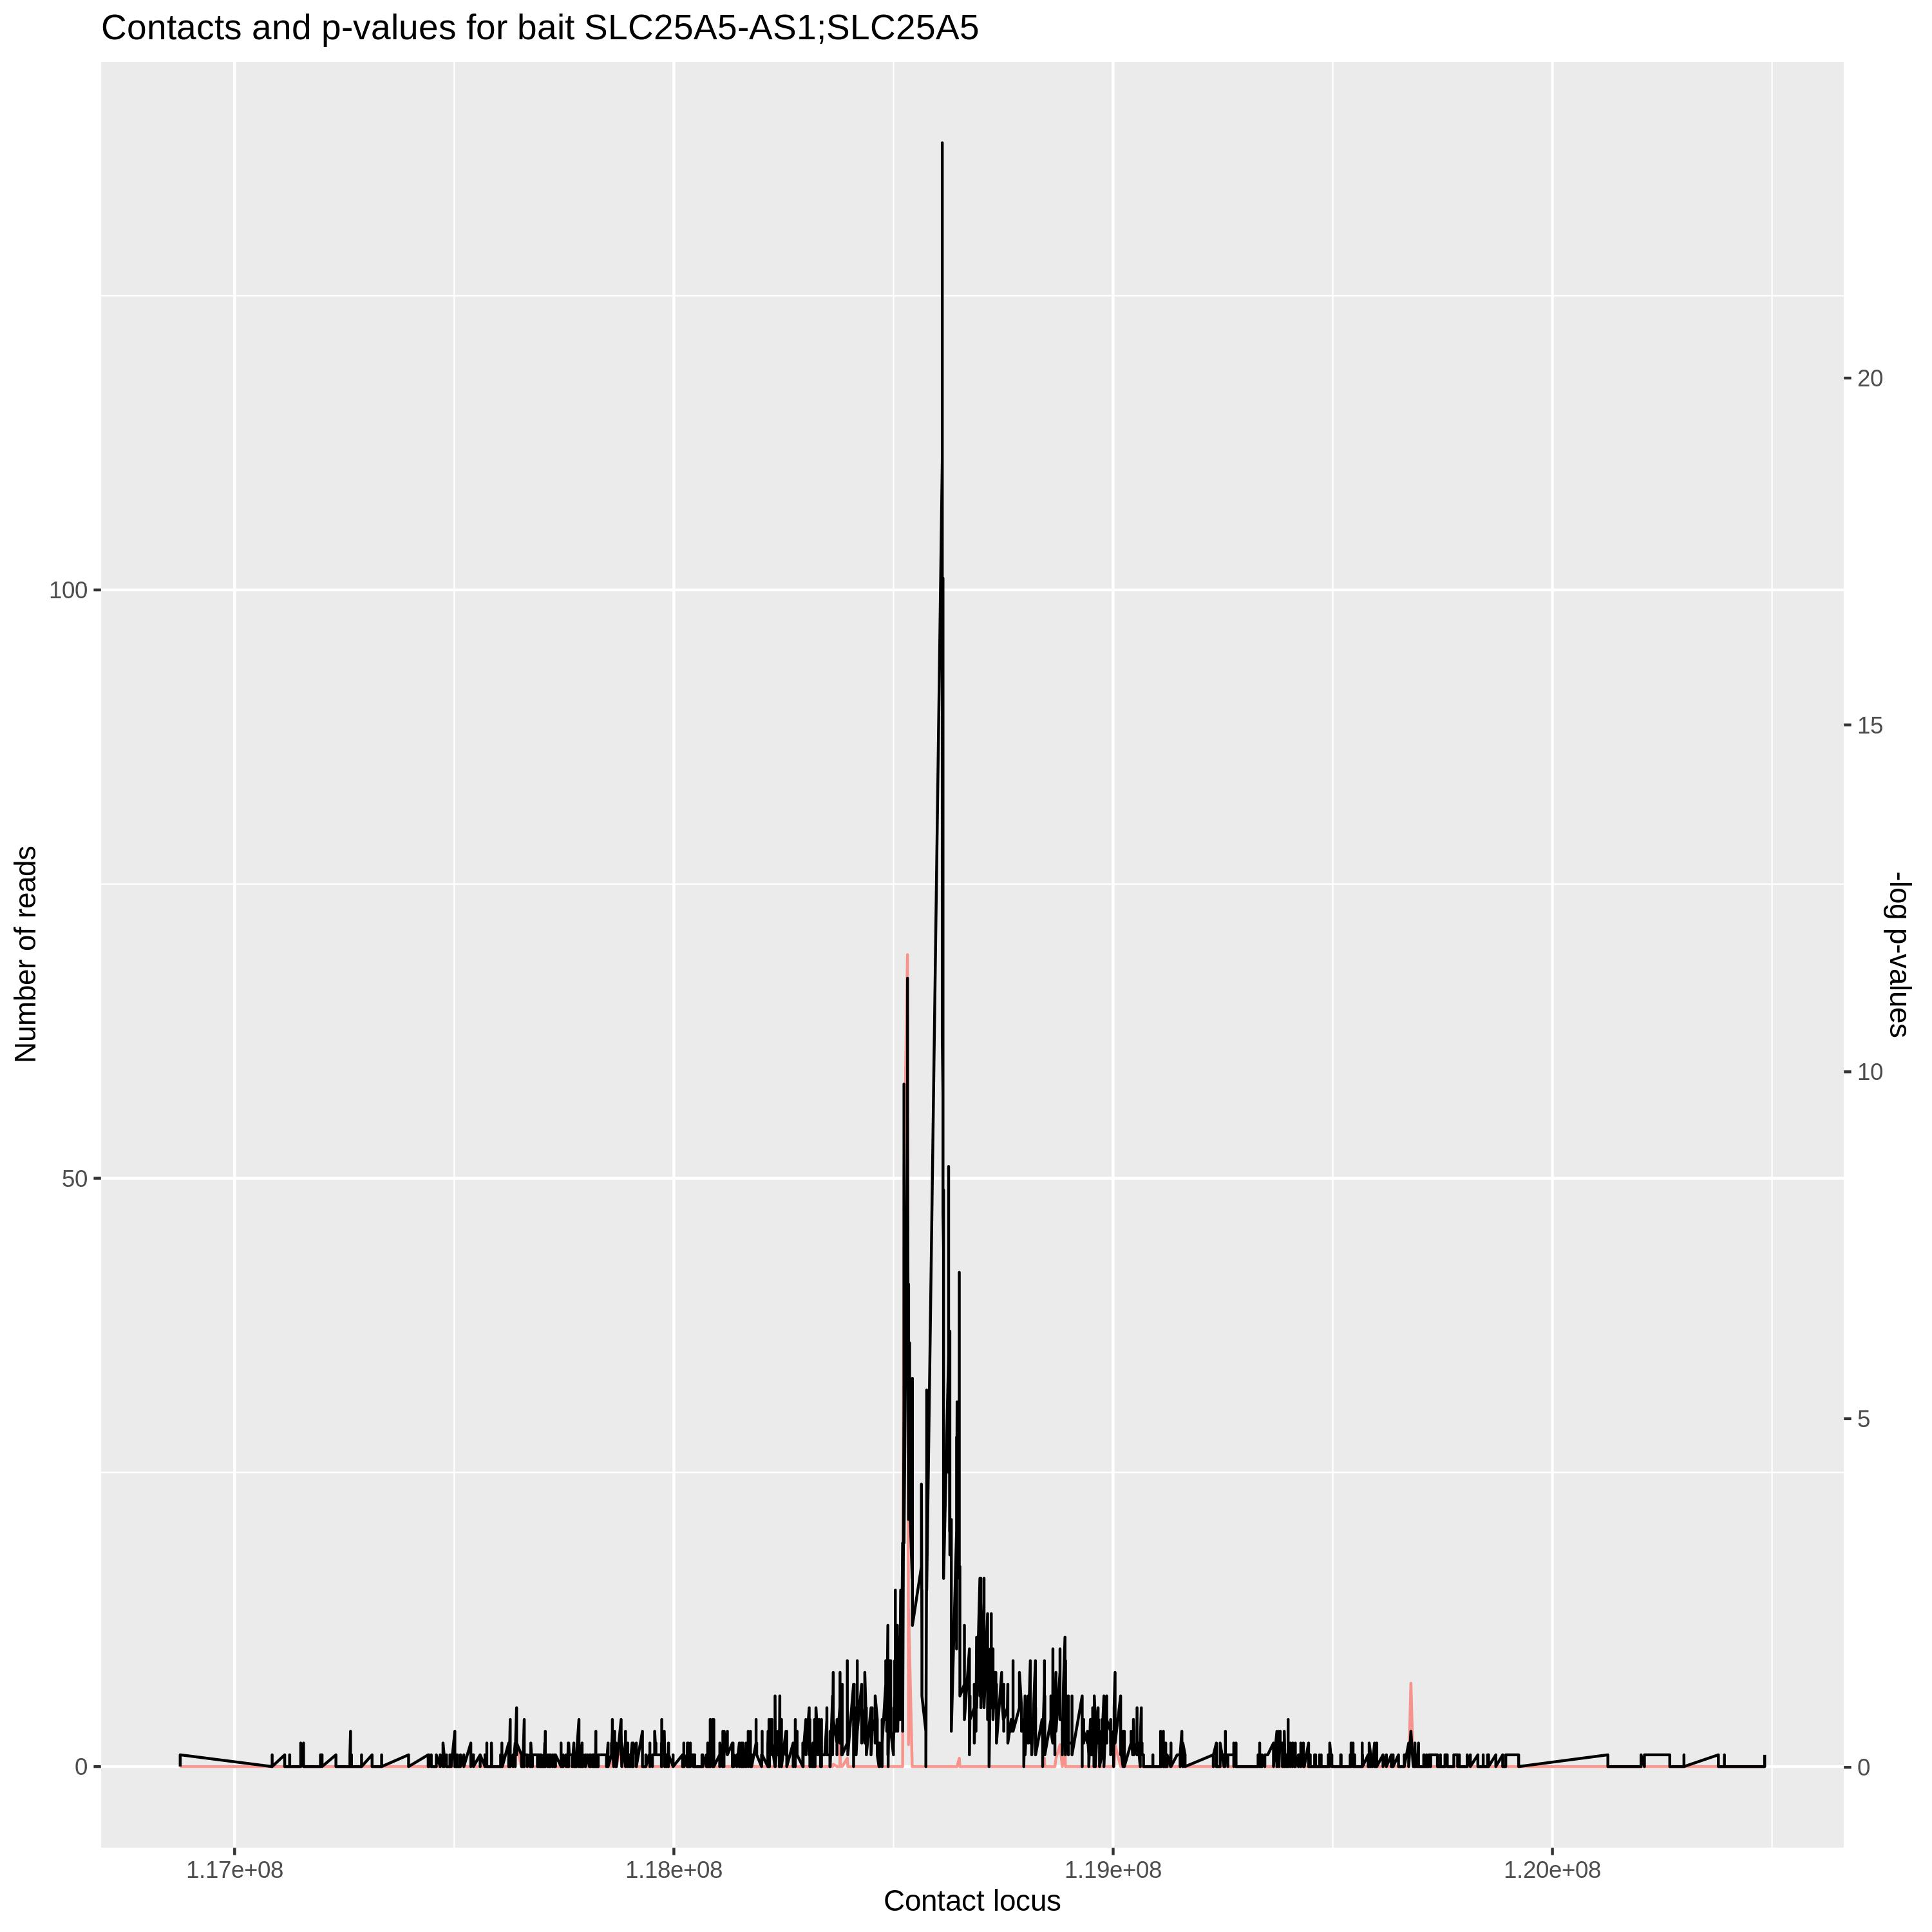 Contacts and p-values for bait SLC25A5-AS1;SLC25A5
Number of reads
100
50
0
20
15
10
5
0
-log p-values
1.17e+08
1.18e+08
1.19e+08
1.20e+08
Contact locus